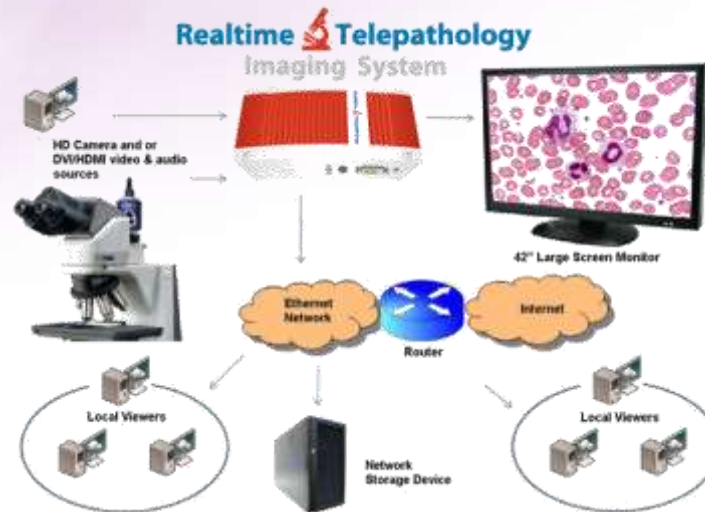 Realtime Telepathology
Imaging System
HD Camera and or
DVI/HDMI video & audio
sources
42" Large Screen Monitor
Ethernet
Network
Internet
Router
Local Viewers
Local Viewers
Network
Storage Device